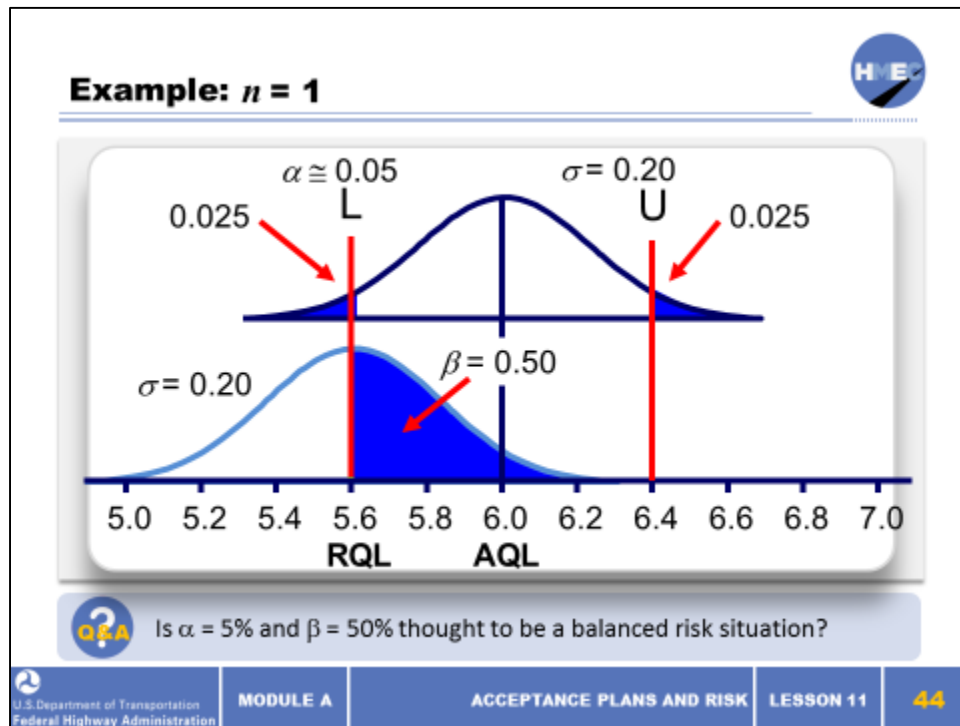 Example: n = 1
HMEC
α ≅ 0.05
σ = 0.20
L
U
0.025
0.025
σ = 0.20
β = 0.50
5.0 5.2 5.4 5.6 5.8 6.0 6.2 6.4 6.6 6.8 7.0
RQL AQL
?
Q&A
Is α = 5% and β = 50% thought to be a balanced risk situation?
U.S.Department of Transportation
Federal Highway Administration
MODULE A
ACCEPTANCE PLANS AND RISK
LESSON 11
44